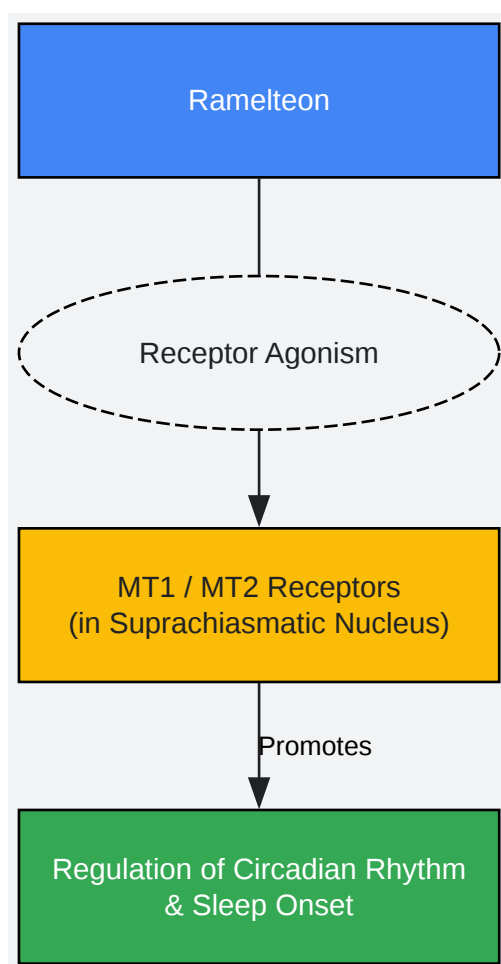 Ramelteon
Receptor Agonism
MT1 / MT2 Receptors
(in Suprachiasmatic Nucleus)
Promotes
Regulation of Circadian Rhythm
& Sleep Onset